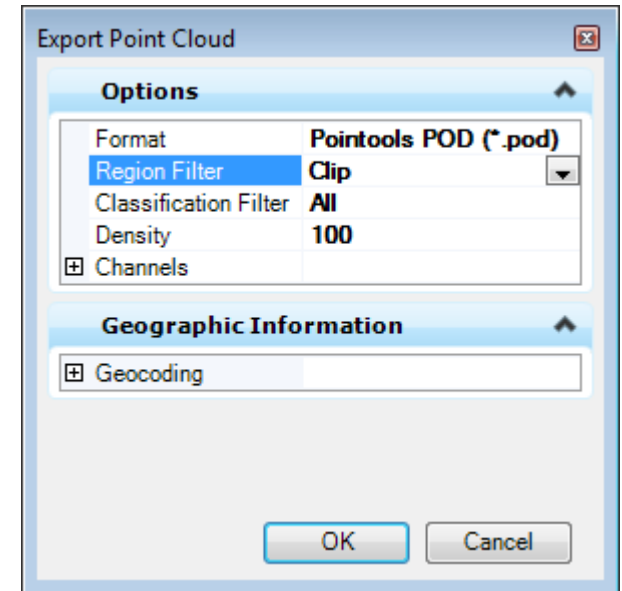 Export Point Cloud
Options
Format Pointools POD (*.pod)
Region Filter Clip
Classification Filter All
Density 100
Channels
Geographic Information
Geocoding
OK Cancel